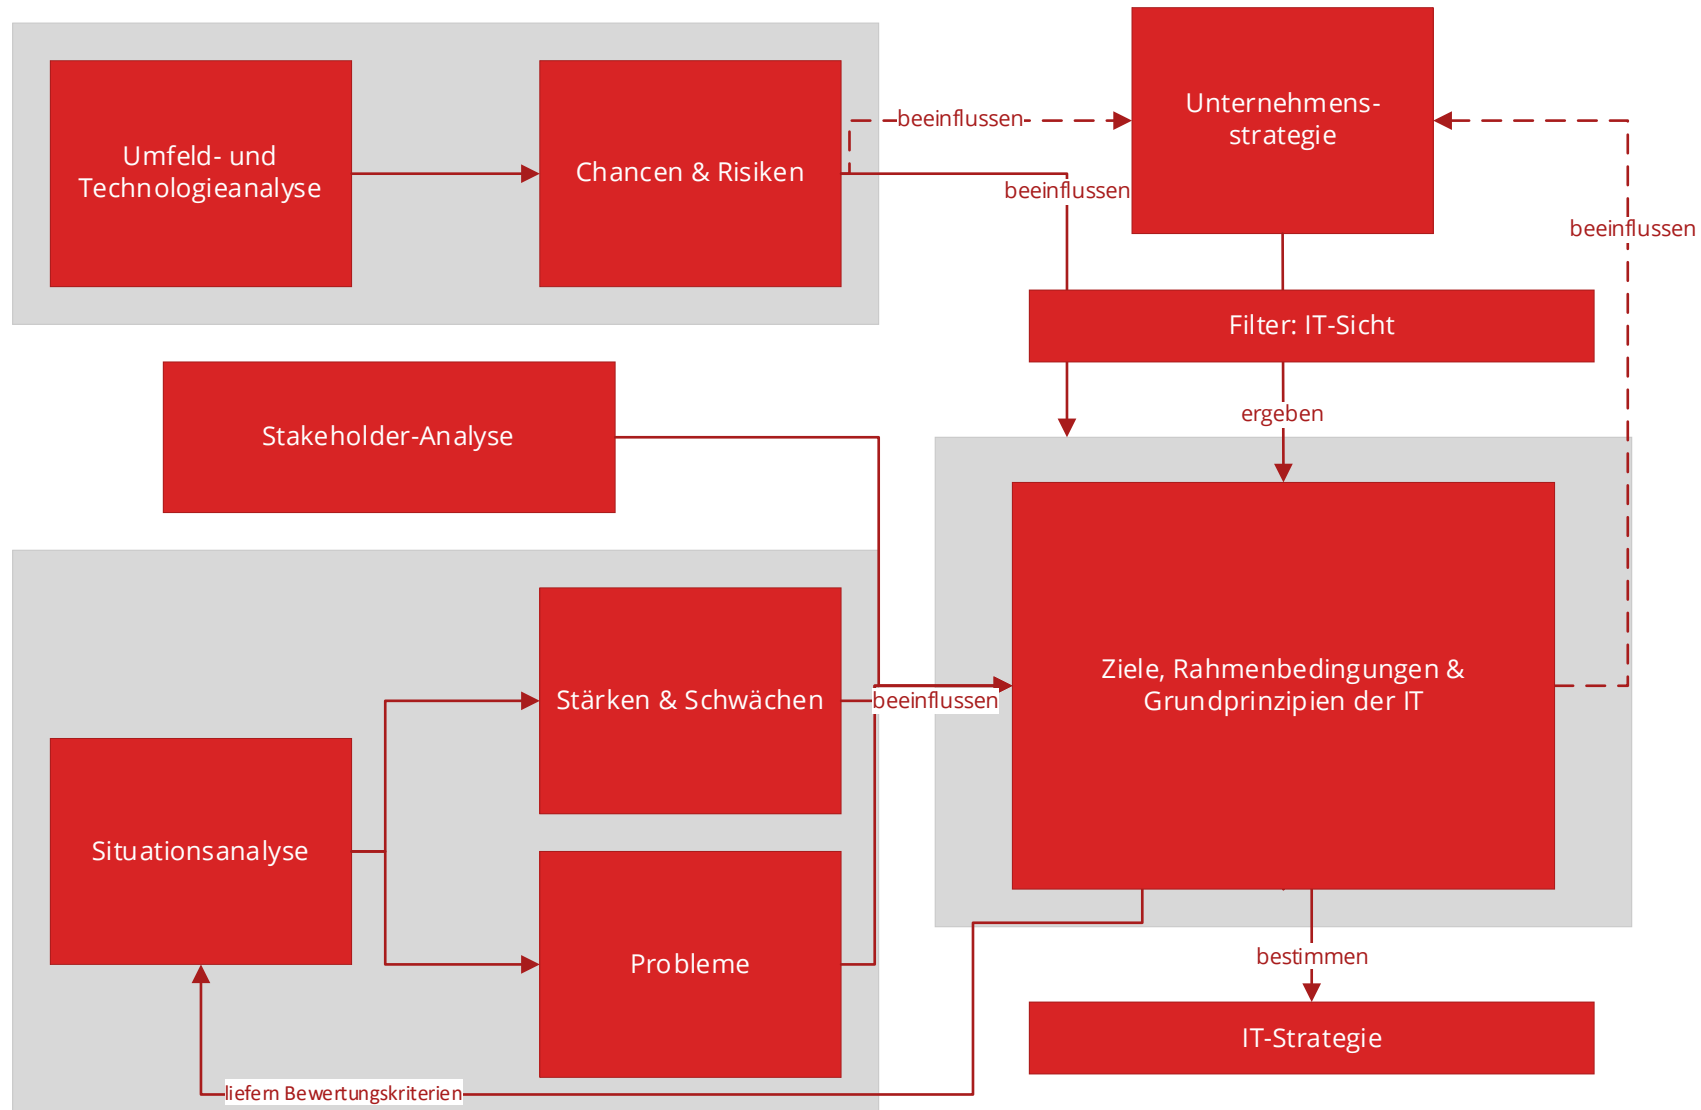 Umfeld- und
Technologieanalyse
Chancen & Risiken
beeinflussen
Unternehmens-
strategie
beeinflussen
beeinflussen
Filter: IT-Sicht
ergeben
Stakeholder-Analyse
Stärken & Schwächen
beeinflussen
Ziele, Rahmenbedingungen &
Grundprinzipien der IT
Situationsanalyse
Probleme
bestimmen
IT-Strategie
liefern Bewertungskriterien